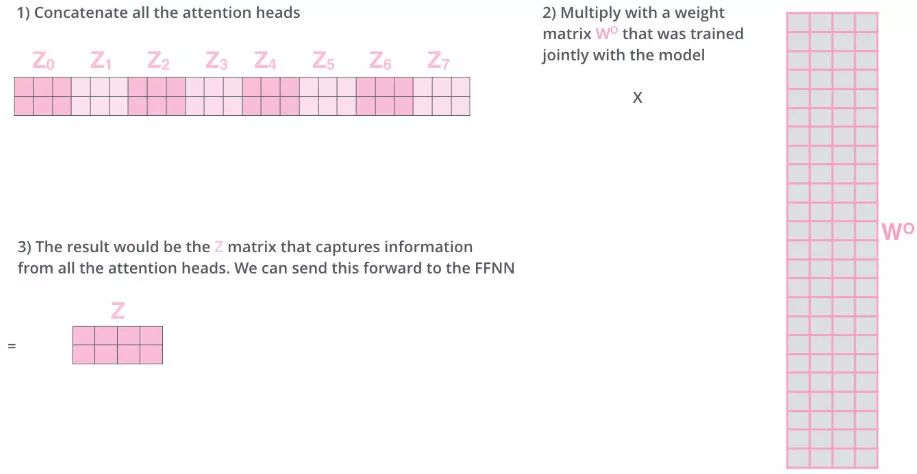 1) Concatenate all the attention heads
Z0 Z1 Z2 Z3 Z4 Z5 Z6 Z7
2) Multiply with a weight
matrix W^O that was trained
jointly with the model
X
W^O
3) The result would be the Z matrix that captures information
from all the attention heads. We can send this forward to the FFNN
Z
=